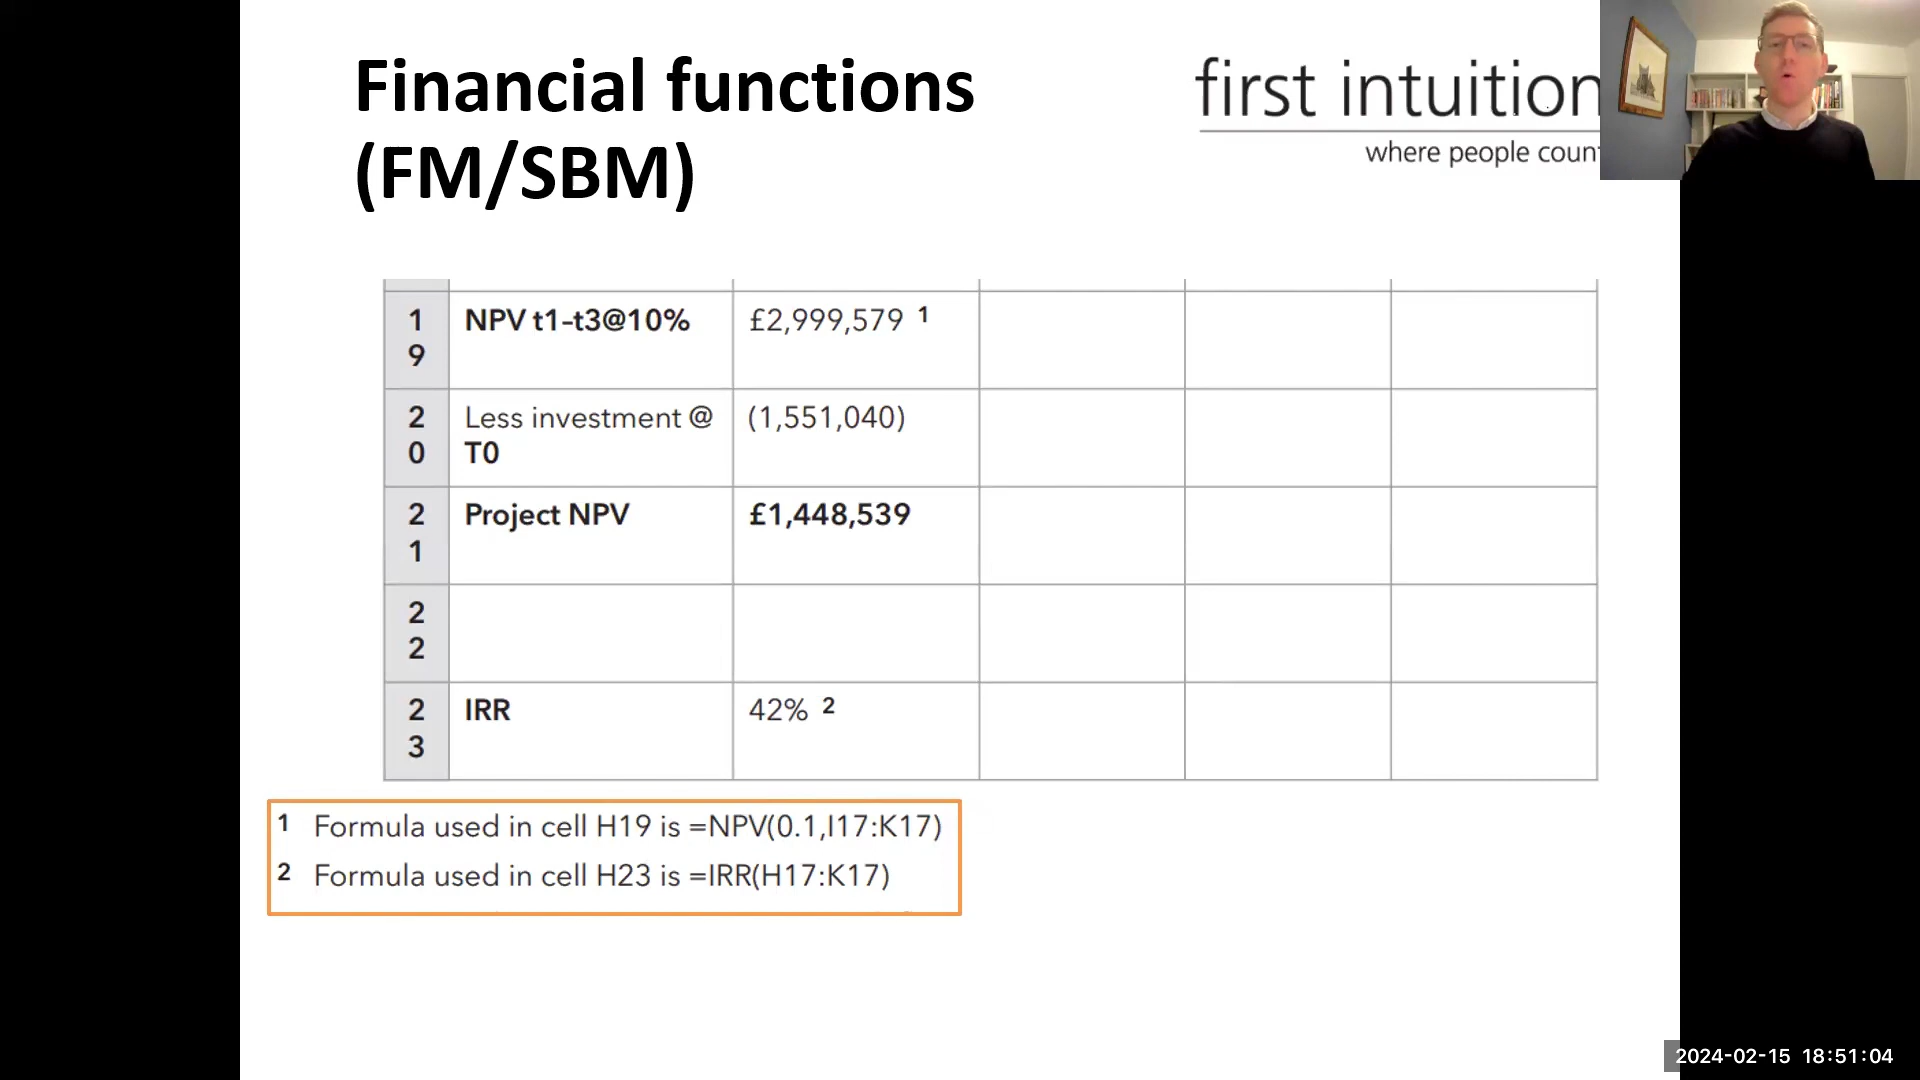 Financial functions
(FM/SBM)
first intuition
where people coun
1
9
NPV t1–t3@10%
£2,999,579 1
2
0
Less investment @
T0
(1,551,040)
2
1
Project NPV
£1,448,539
2
2
2
3
IRR
42% 2
1 Formula used in cell H19 is =NPV(0.1,I17:K17)
2 Formula used in cell H23 is =IRR(H17:K17)
2024-02-15 18:51:04